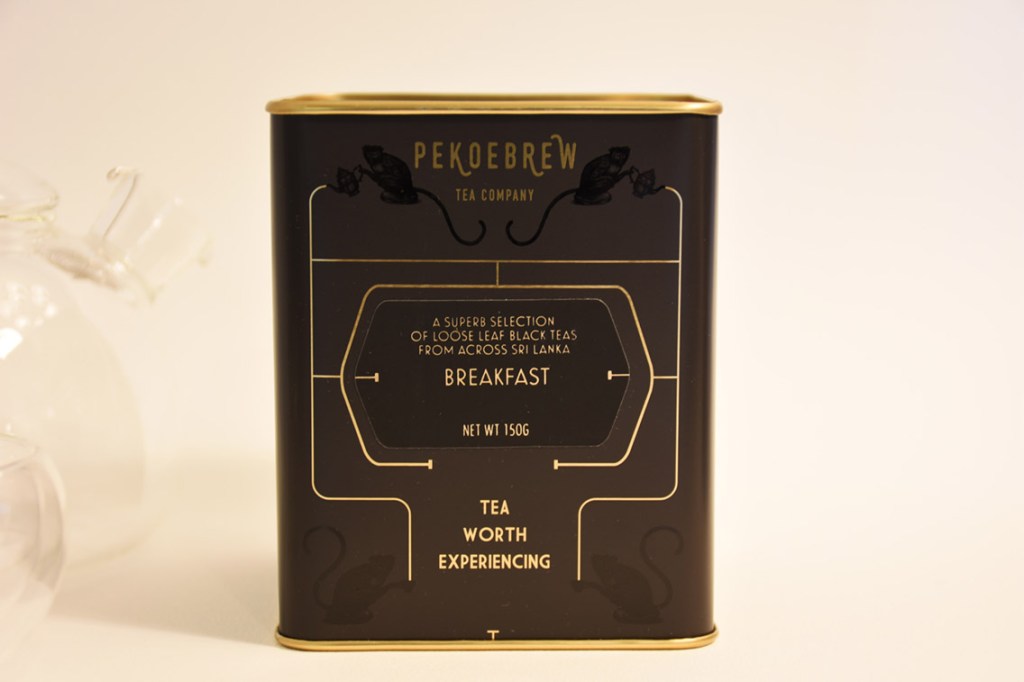 PEKOEBREW
TEA COMPANY
A SUPERB SELECTION
OF LOOSE LEAF BLACK TEAS
FROM ACROSS SRI LANKA
BREAKFAST
NET WT 150G
TEA
WORTH
EXPERIENCING